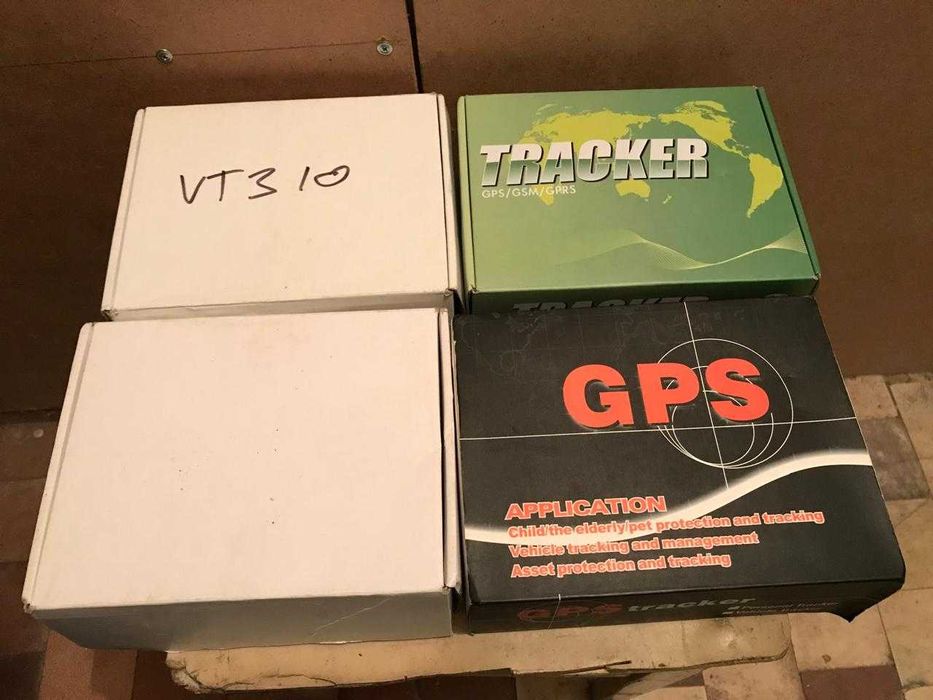 VT310
TRACKER
GPS/GSM/GPRS
TRACKER
GPS
APPLICATION
Child/the elderly/pet protection and tracking
Vehicle tracking and management
Asset protection and tracking
GPS tracker